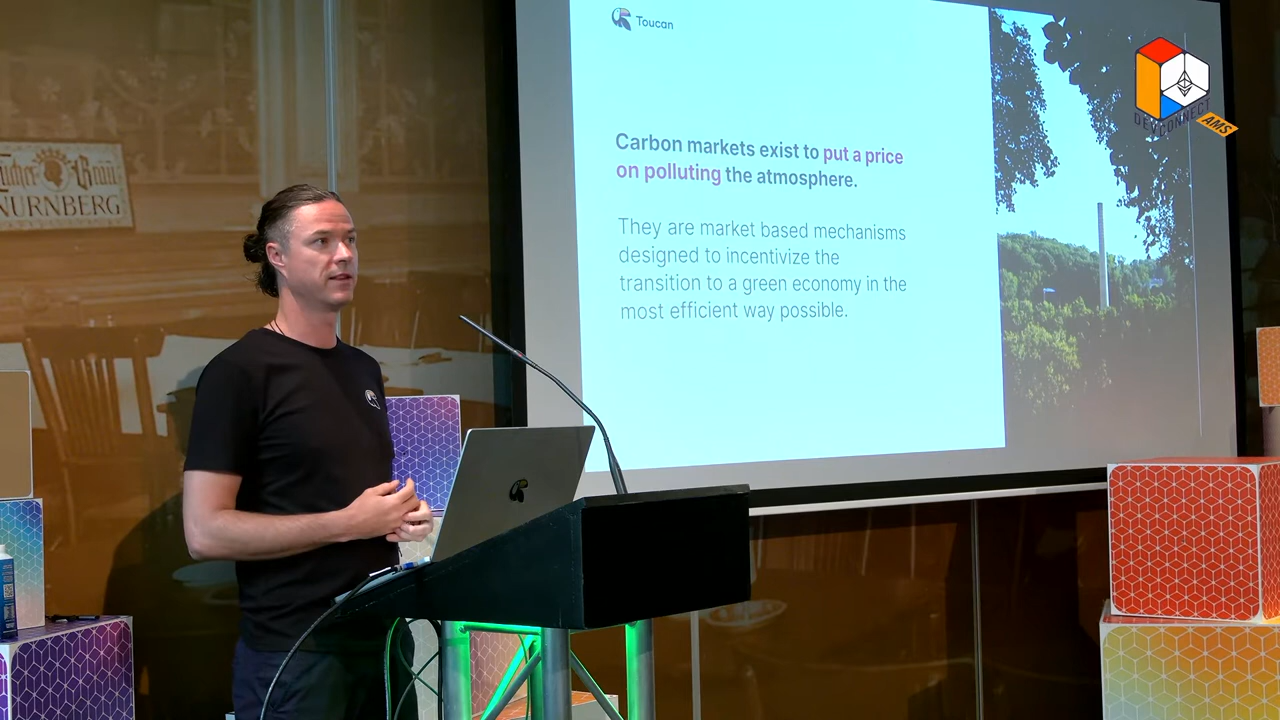 Toucan
Carbon markets exist to put a price
on polluting the atmosphere.
They are market based mechanisms
designed to incentivize the
transition to a green economy in the
most efficient way possible.
DEVCONNECT
AMS
Bräu
NURNBERG